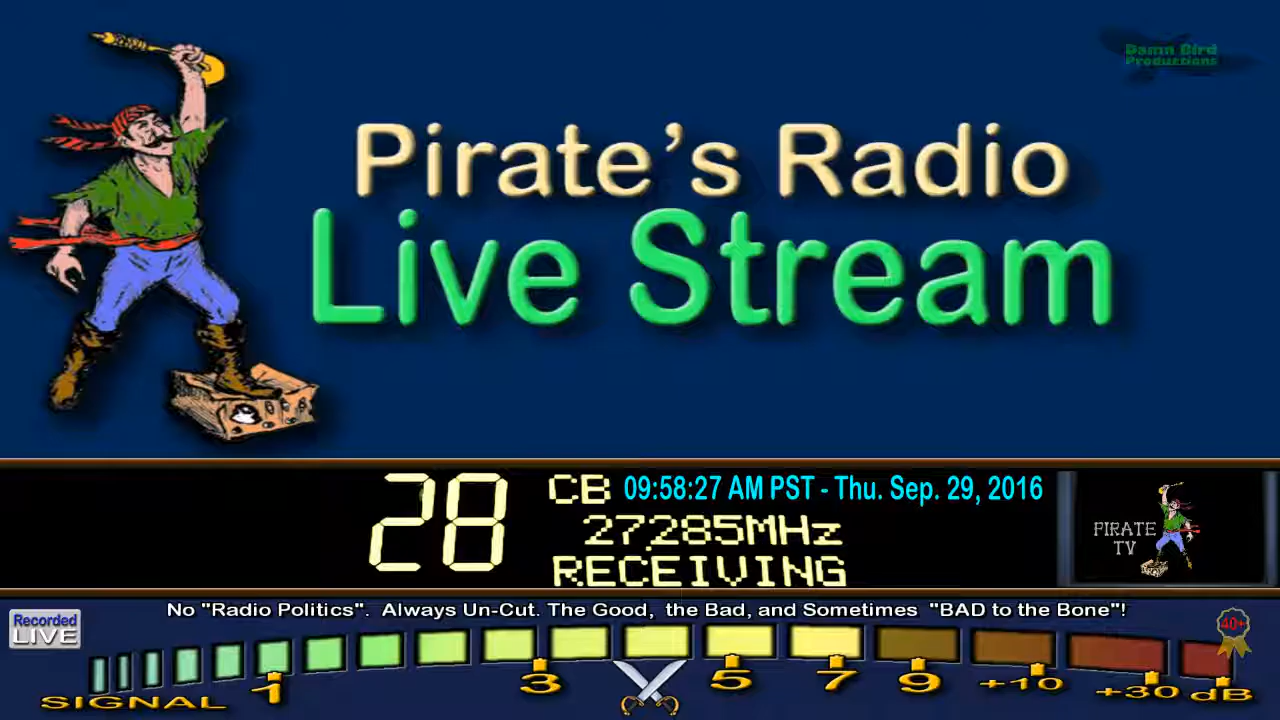 Damn Bird
Productions
Pirate's Radio
Live Stream
28
CB
09:58:27 AM PST - Thu. Sep. 29, 2016
27.285MHz
RECEIVING
PIRATE
TV
No "Radio Politics". Always Un-Cut. The Good, the Bad, and Sometimes "BAD to the Bone"!
Recorded
LIVE
40+
SIGNAL 1 3 5 7 9 +10 +30 dB